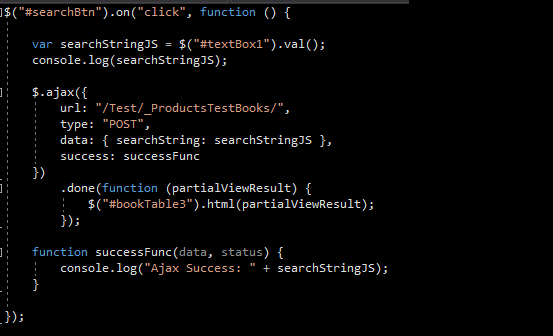 $("#searchBtn").on("click", function () {
var searchStringJS = $("#textBox1").val();
console.log(searchStringJS);
$.ajax({
url: "/Test/_ProductsTestBooks/",
type: "POST",
data: { searchString: searchStringJS },
success: successFunc
})
.done(function (partialViewResult) {
$("#bookTable3").html(partialViewResult);
});
function successFunc(data, status) {
console.log("Ajax Success: " + searchStringJS);
}
});